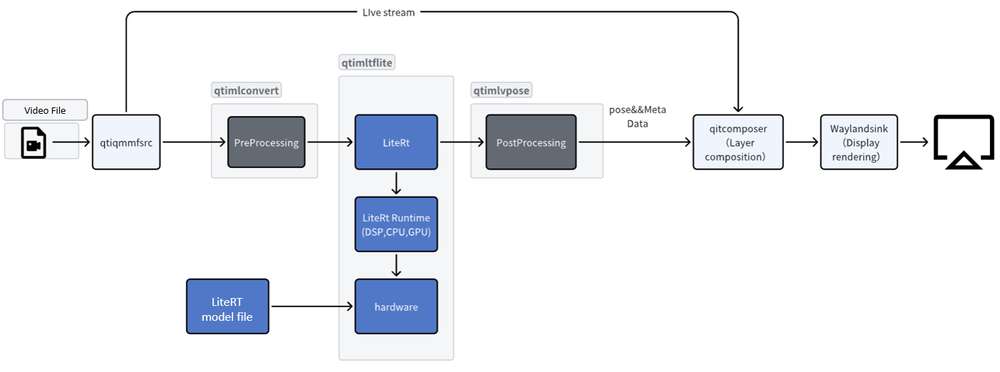 LIve stream
qtimltflite
qtimlconvert
qtimlvpose
Video File
pose&&Meta
Data
qtiqmmfsrc
PreProcessing
LiteRt
PostProcessing
qitcomposer
（Layer
composition）
Waylandsink
（Display
rendering）
LiteRt Runtime
(DSP,CPU,GPU)
LiteRT
model file
hardware